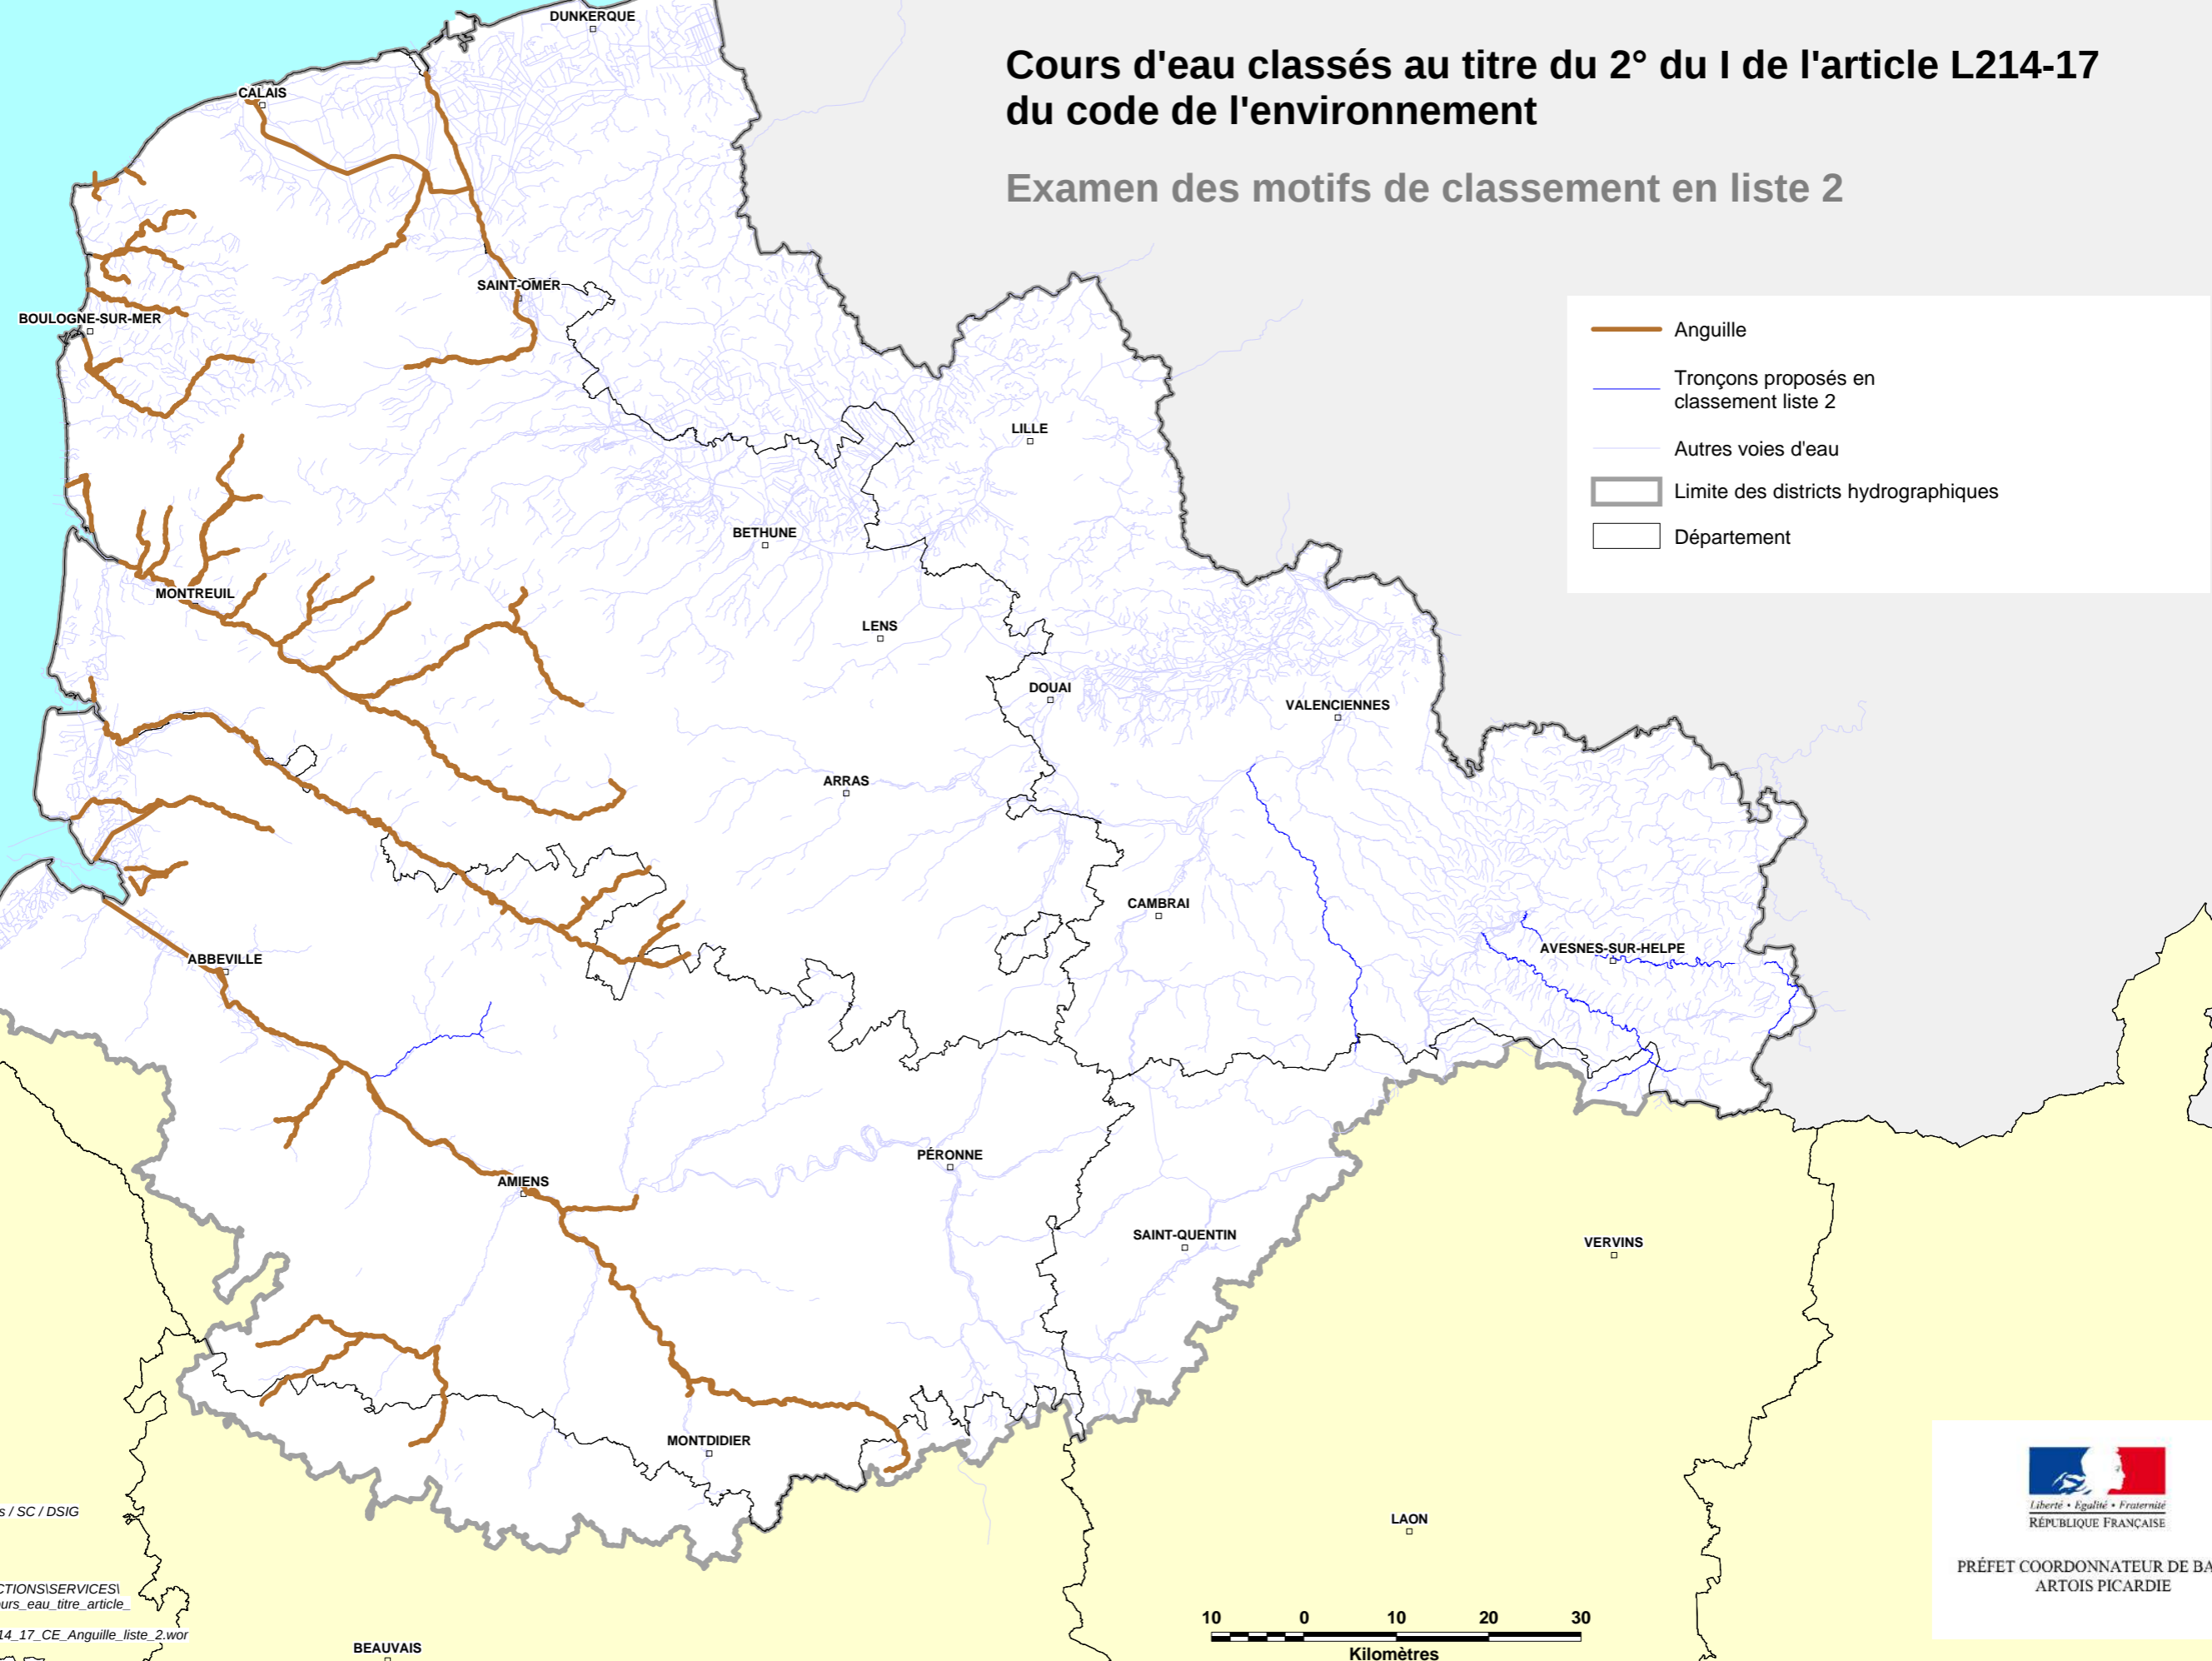 Cours d'eau classés au titre du 2° du I de l'article L214-17
du code de l'environnement
Examen des motifs de classement en liste 2
Anguille
Tronçons proposés en
classement liste 2
Autres voies d'eau
Limite des districts hydrographiques
Département
DUNKERQUE
CALAIS
SAINT-OMER
BOULOGNE-SUR-MER
LILLE
BETHUNE
MONTREUIL
LENS
DOUAI
VALENCIENNES
ARRAS
CAMBRAI
AVESNES-SUR-HELPE
ABBEVILLE
PÉRONNE
AMIENS
SAINT-QUENTIN
VERVINS
MONTDIDIER
LAON
BEAUVAIS
s / SC / DSIG
CTIONS\SERVICES\
urs_eau_titre_article_
14_17_CE_Anguille_liste_2.wor
10 0 10 20 30
Kilomètres
Liberté • Egalité • Fraternité
RÉPUBLIQUE FRANÇAISE
PRÉFET COORDONNATEUR DE BA
ARTOIS PICARDIE